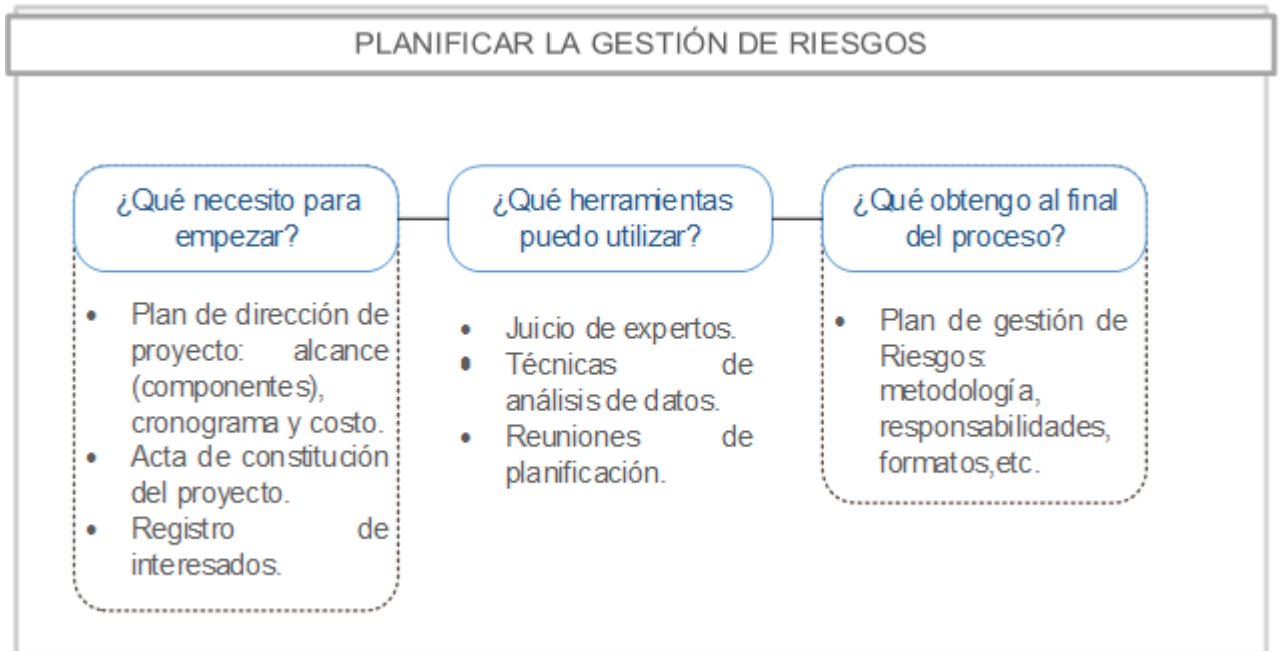 PLANIFICAR LA GESTIÓN DE RIESGOS
¿Qué necesito para
empezar?
• Plan de dirección de
proyecto: alcance
(componentes),
cronograma y costo.
• Acta de constitución
del proyecto.
• Registro de
interesados.
¿Qué herramientas
puedo utilizar?
• Juicio de expertos.
• Técnicas de
análisis de datos.
• Reuniones de
planificación.
¿Qué obtengo al final
del proceso?
• Plan de gestión de
Riesgos:
metodología,
responsabilidades,
formatos,etc.